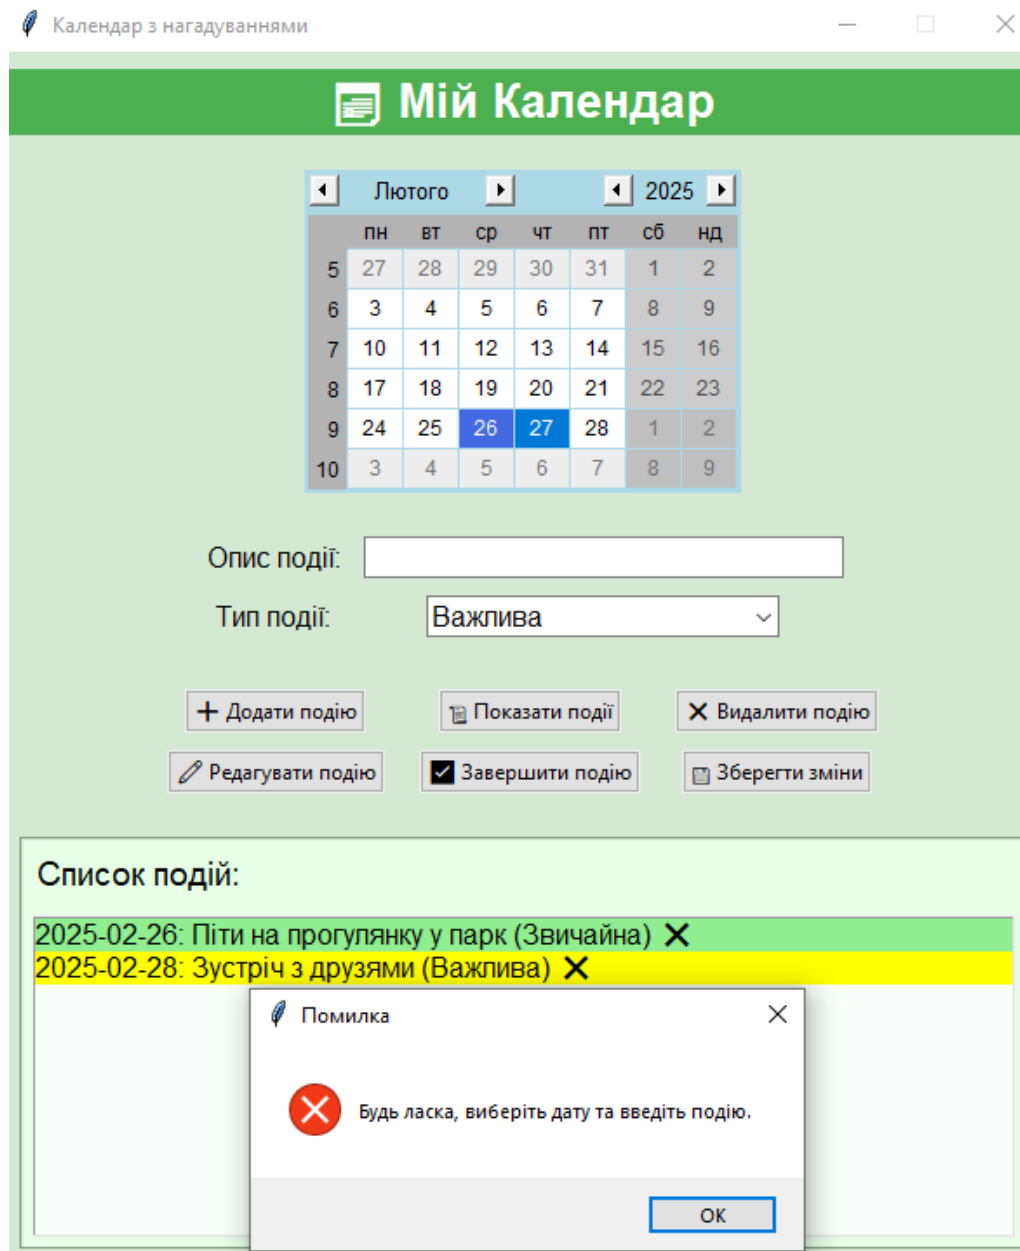 Календар з нагадуваннями
Мій Календар
Лютого 2025
пн вт ср чт пт сб нд
5 27 28 29 30 31 1 2
6 3 4 5 6 7 8 9
7 10 11 12 13 14 15 16
8 17 18 19 20 21 22 23
9 24 25 26 27 28 1 2
10 3 4 5 6 7 8 9
Опис події:
Тип події: Важлива
Додати подію Показати події Видалити подію
Редагувати подію Завершити подію Зберегти зміни
Список подій:
2025-02-26: Піти на прогулянку у парк (Звичайна) ❌
2025-02-28: Зустріч з друзями (Важлива) ❌
Помилка
Будь ласка, виберіть дату та введіть подію.
OK